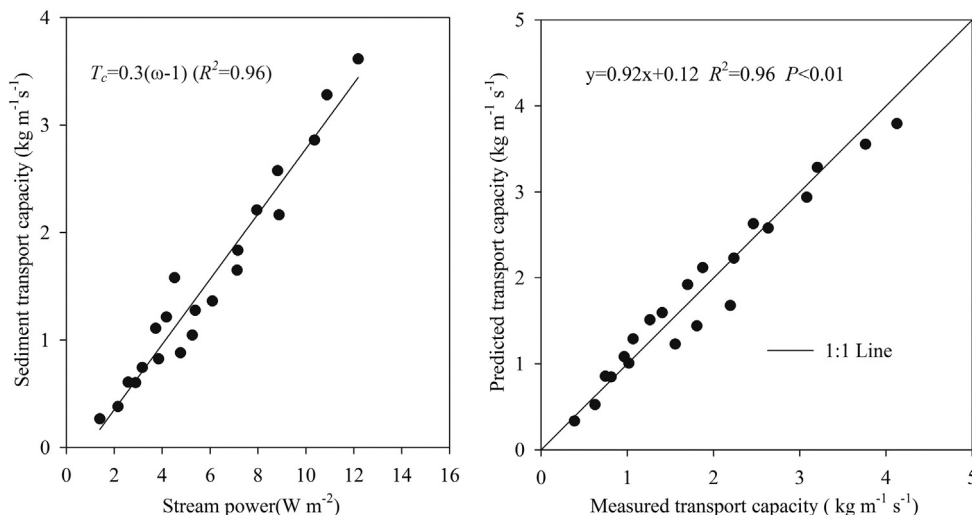 4
3
2
1
0
Sediment transport capacity (kg m⁻¹s⁻¹)
T_c=0.3(ω-1) (R²=0.96)
0 2 4 6 8 10 12 14 16
Stream power(W m⁻²)
5
4
3
2
1
0
Predicted transport capacity (kg m⁻¹ s⁻¹)
y=0.92x+0.12 R²=0.96 P<0.01
1:1 Line
0 1 2 3 4 5
Measured transport capacity ( kg m⁻¹ s⁻¹)